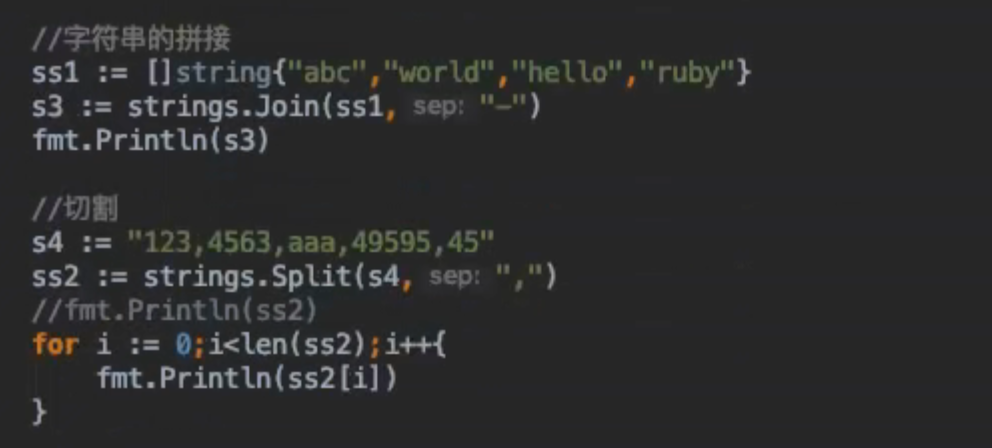 //字符串的拼接
ss1 := []string{"abc","world","hello","ruby"}
s3 := strings.Join(ss1, sep: "-")
fmt.Println(s3)
//切割
s4 := "123,4563,aaa,49595,45"
ss2 := strings.Split(s4, sep: ",")
//fmt.Println(ss2)
for i := 0;i<len(ss2);i++{
    fmt.Println(ss2[i])
}